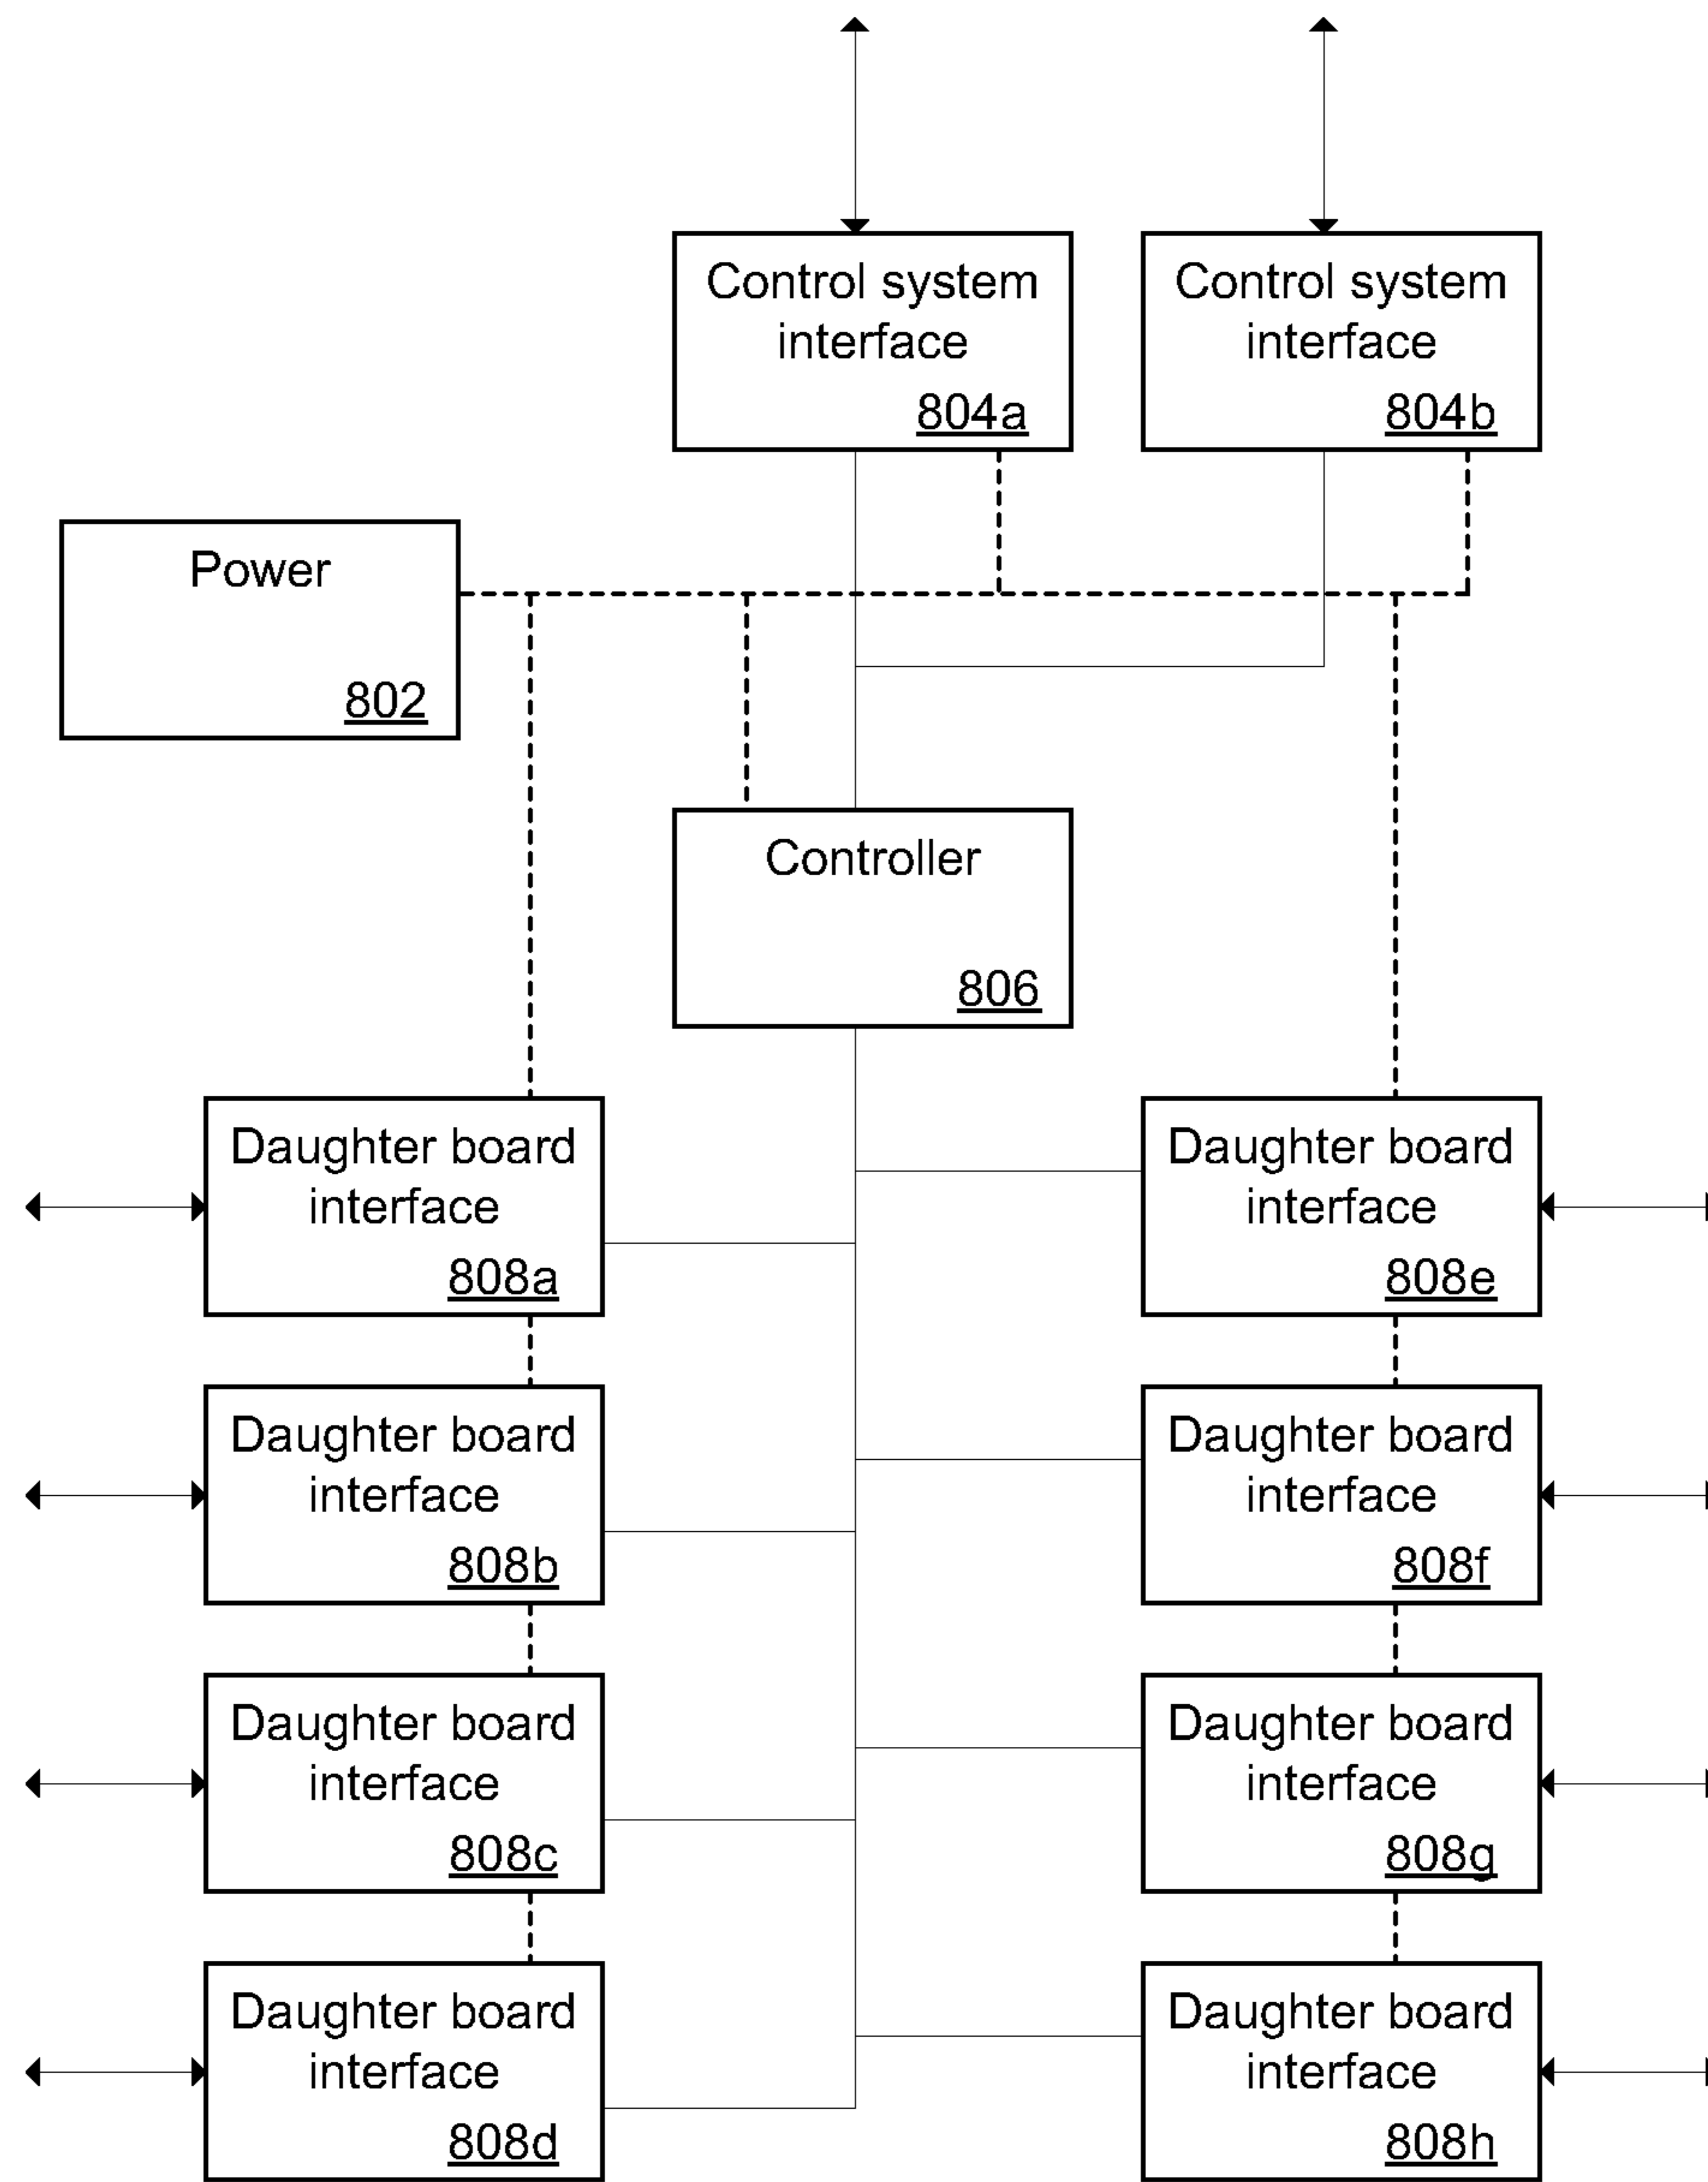 Control system
interface
804a
Control system
interface
804b
Power
802
Controller
806
Daughter board
interface
808a
Daughter board
interface
808e
Daughter board
interface
808b
Daughter board
interface
808f
Daughter board
interface
808c
Daughter board
interface
808g
Daughter board
interface
808d
Daughter board
interface
808h